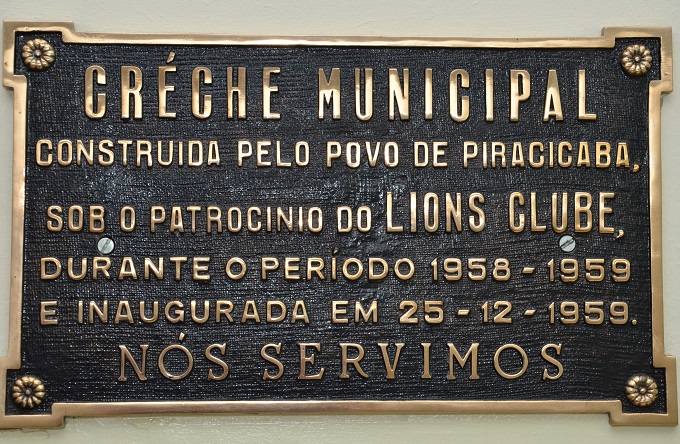 CRÉCHE MUNICIPAL
CONSTRUIDA PELO POVO DE PIRACICABA,
SOB O PATROCINIO DO LIONS CLUBE,
DURANTE O PERÍODO 1958 - 1959
E INAUGURADA EM 25 - 12 - 1959.
NÓS SERVIMOS